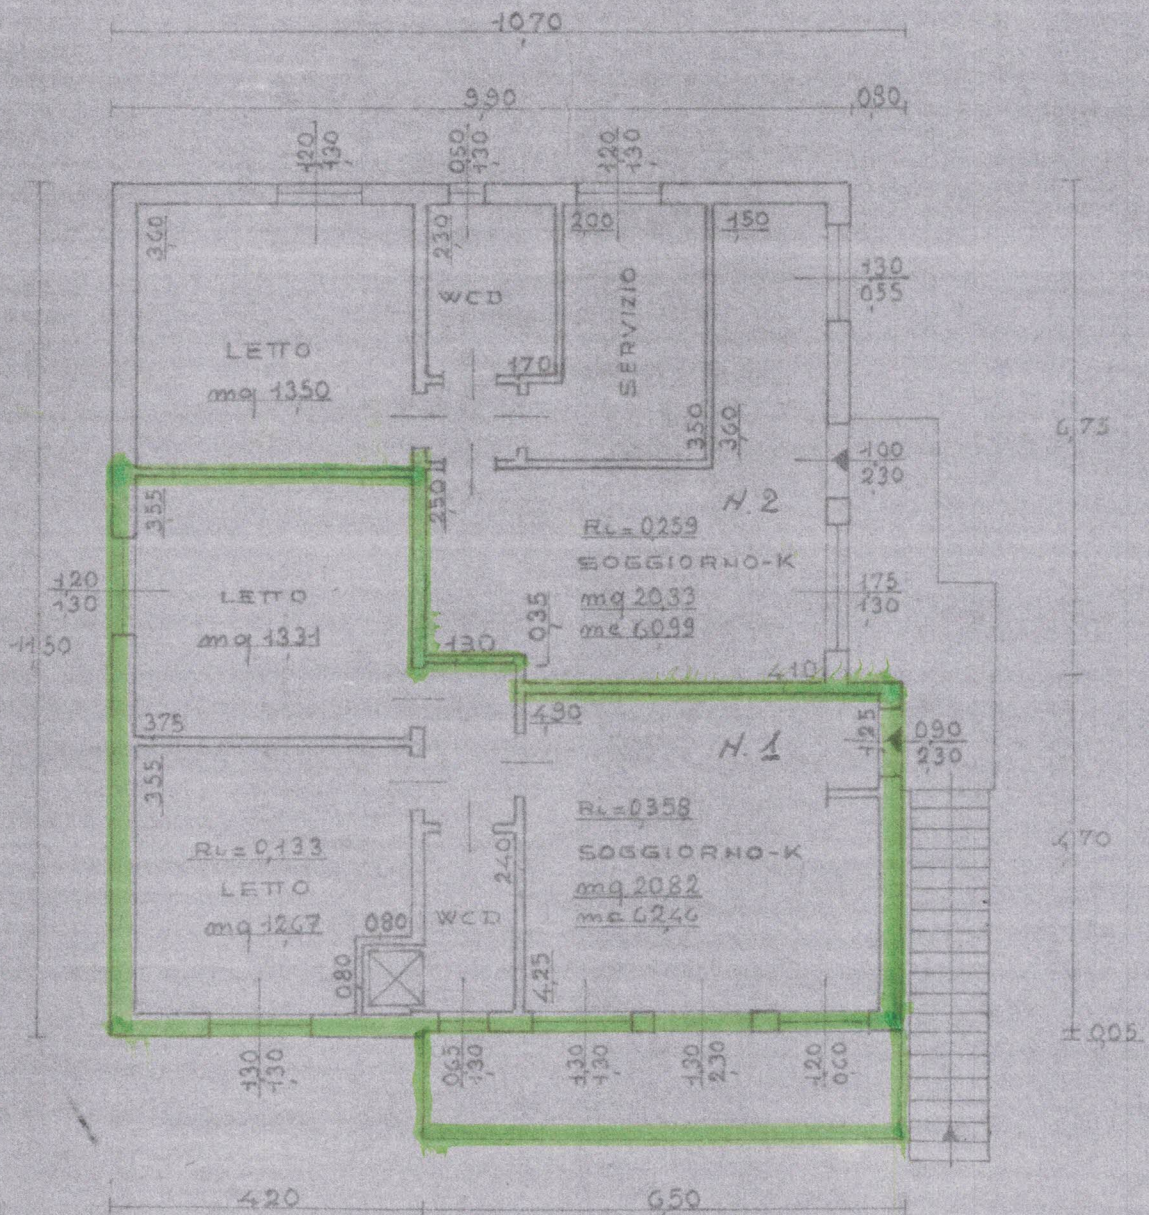 10,70
9,90
0,80
1,20
1,30
0,50
1,30
1,20
1,30
3,60
2,30
2,00
1,50
WCD
SERVIZIO
1,30
0,55
LETTO
mq 13,50
1,70
3,50
3,60
1,00
2,30
6,75
3,55
2,50
N. 2
Ri=0,259
SOGGIORNO-K
mq 20,33
mc 60,99
1,20
1,30
LETTO
mq 13,31
1,75
1,30
11,50
1,30
0,35
4,10
3,75
4,90
1,25
0,90
2,30
N. 1
3,55
Ri=0,358
SOGGIORNO-K
mq 20,82
mc 62,46
4,70
Ri=0,133
LETTO
mq 12,67
2,40
0,80
WCD
0,80
4,25
0,05
1,30
1,30
0,65
1,30
1,30
1,30
1,30
2,30
1,20
0,60
4,20
6,50